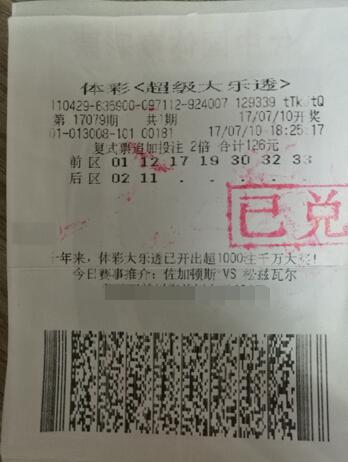 体彩<超级大乐透>
110429-635900-097112-924007 129339 tTkJtQ
第 17079期 共1期 17/07/10开奖
01-013008-101 00181 17/07/10 18:25:17
复式票追加投注 2倍 合计126元
前区 01 12 17 19 30 32 33
后区 02 11 . . . . .
已兑
十年来，体彩大乐透已开出超1000注千万大奖！
今日赛事推介：佐加顿斯 VS 松兹瓦尔